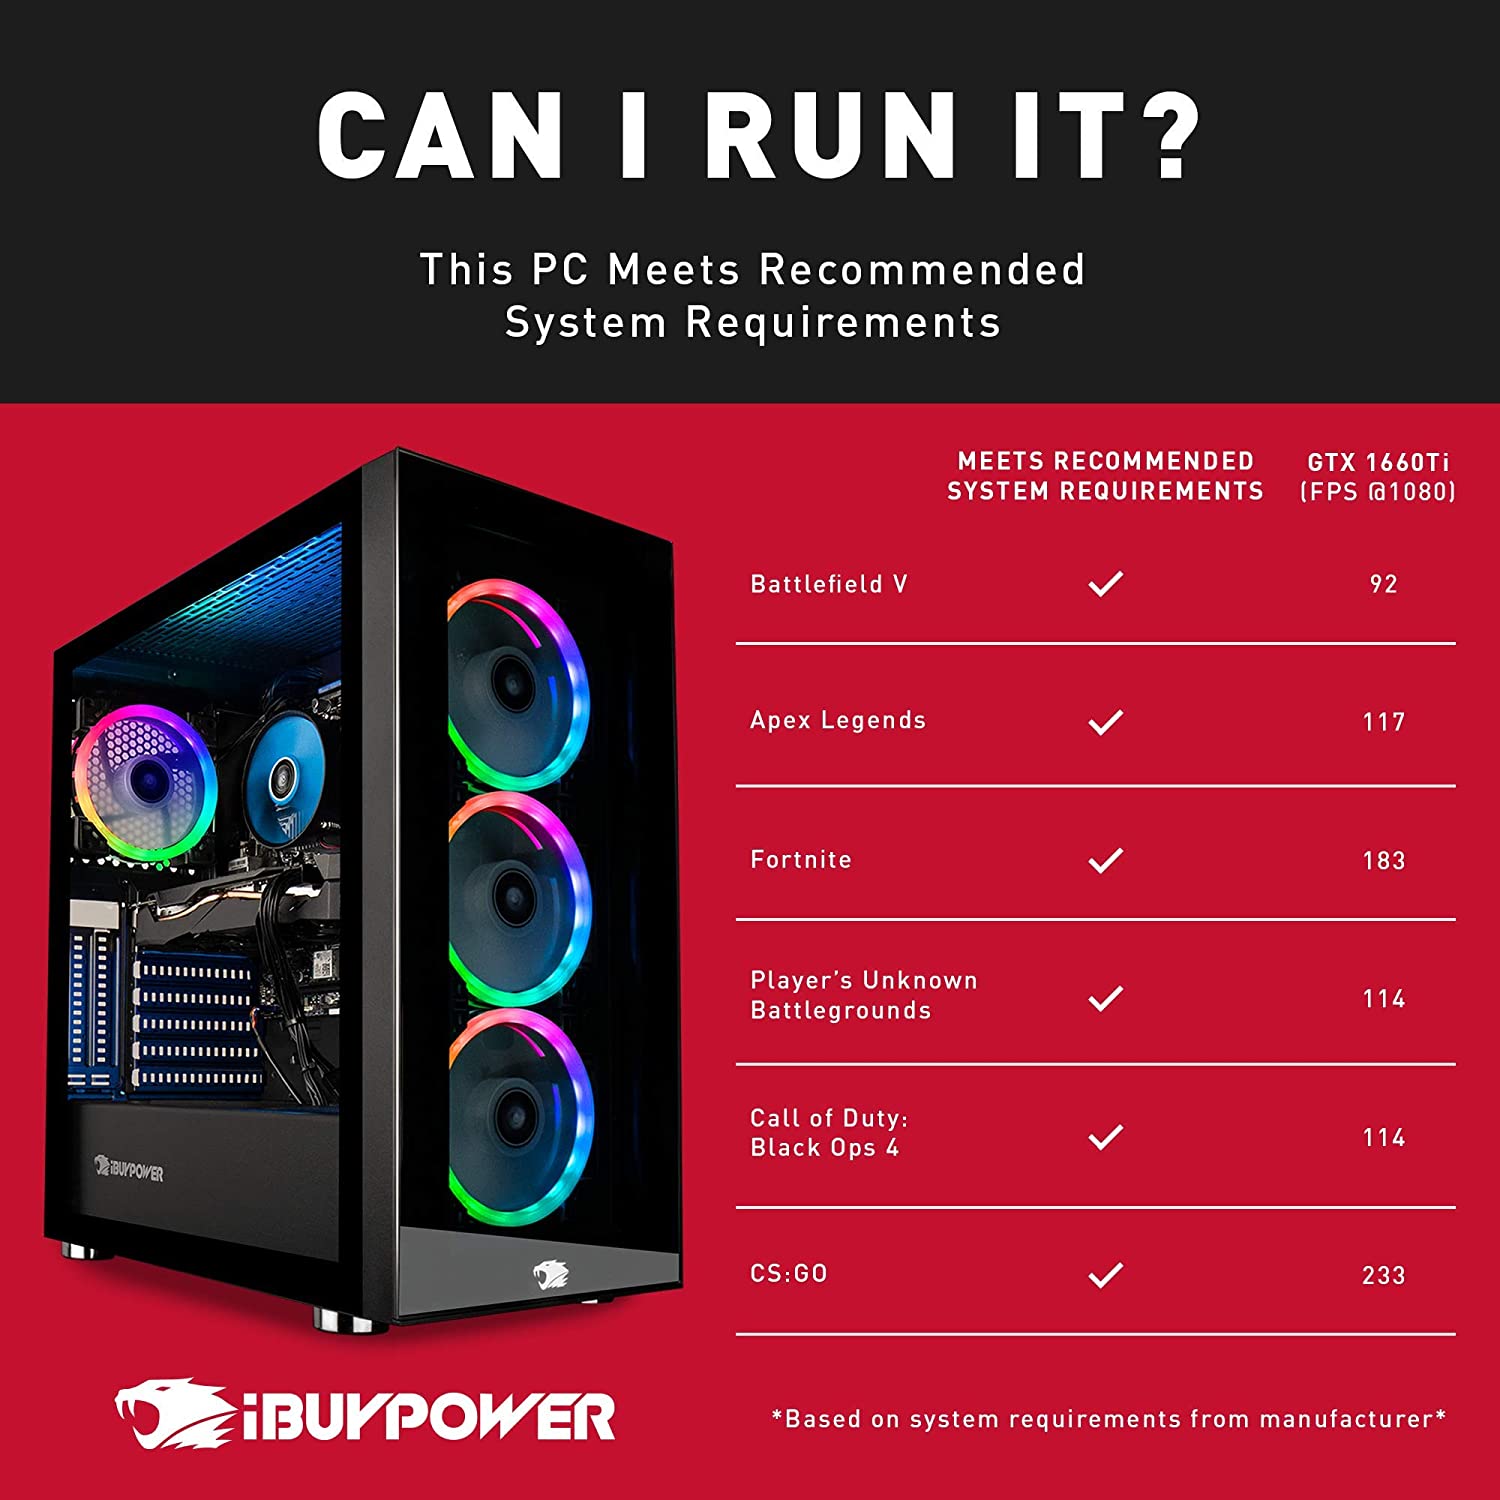 CAN I RUN IT?
This PC Meets Recommended
System Requirements
MEETS RECOMMENDED
SYSTEM REQUIREMENTS
GTX 1660Ti
(FPS @1080)
Battlefield V
92
Apex Legends
117
Fortnite
183
Player's Unknown
Battlegrounds
114
Call of Duty:
Black Ops 4
114
CS:GO
233
iBUYPOWER
iBUYPOWER
*Based on system requirements from manufacturer*